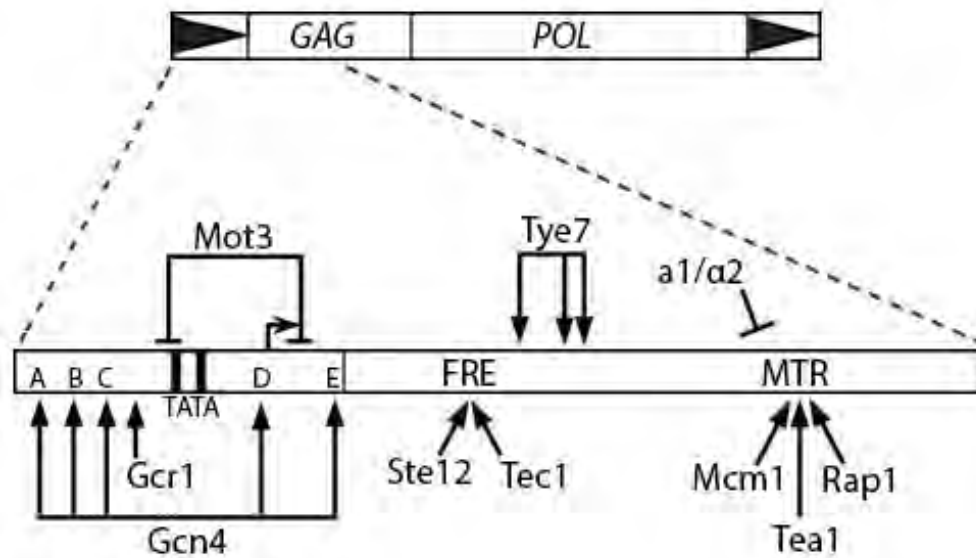 GAG POL
Mot3
Tye7
a1/α2
A B C D E FRE MTR
TATA
Gcr1
Ste12 Tec1
Mcm1 Rap1
Gcn4
Tea1